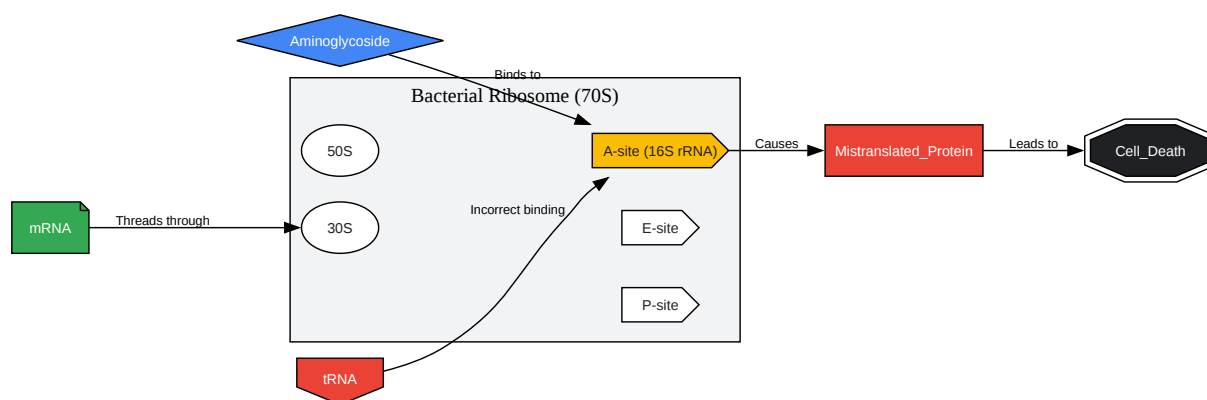 Aminoglycoside
Binds to
Bacterial Ribosome (70S)
50S
A-site (16S rRNA)
Causes
Mistranslated_Protein
Leads to
Cell_Death
mRNA
Threads through
30S
Incorrect binding
E-site
P-site
tRNA